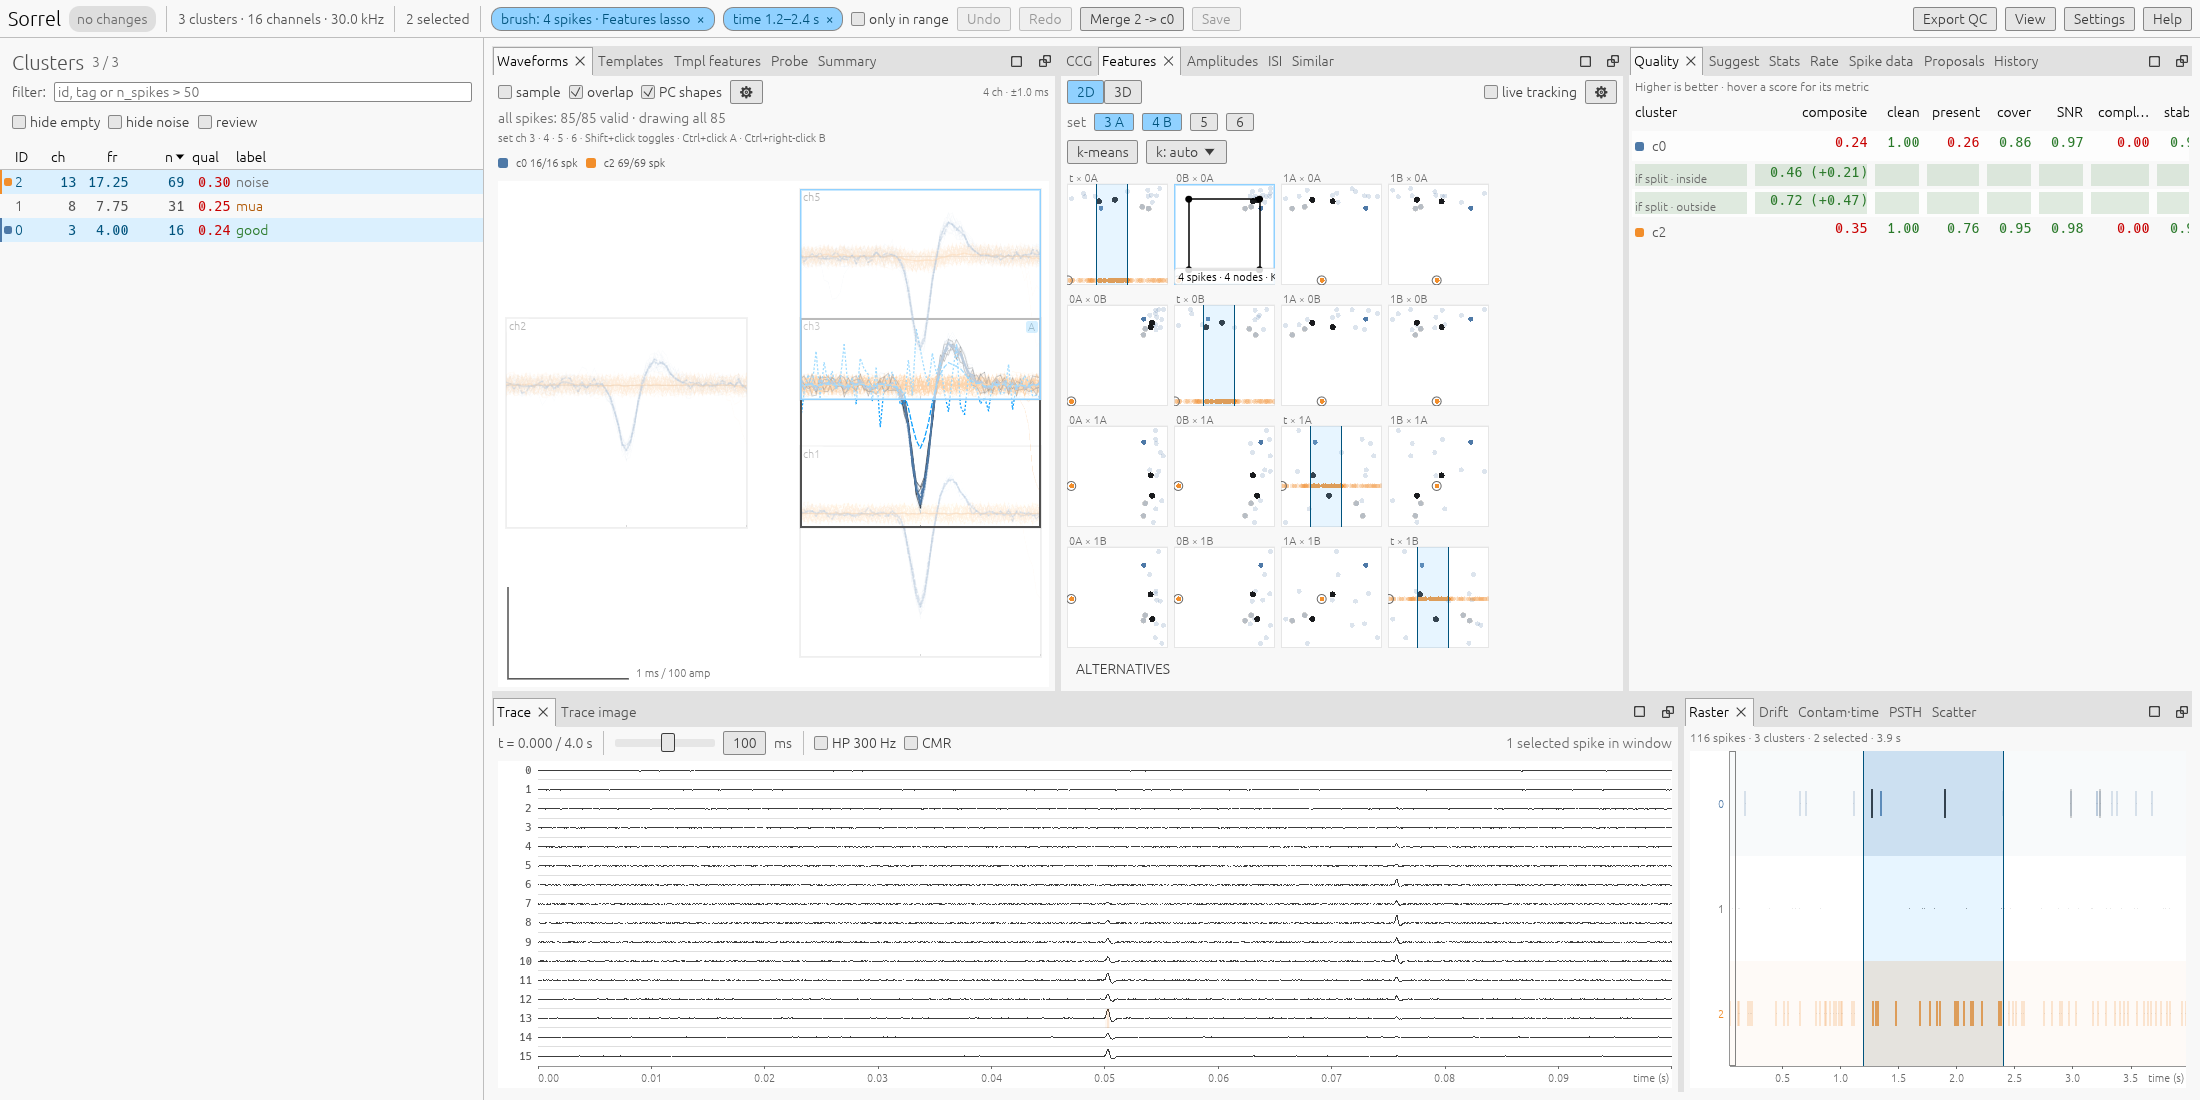 Sorrel no changes 3 clusters · 16 channels · 30.0 kHz 2 selected brush: 4 spikes · Features lasso × time 1.2–2.4 s × only in range Undo Redo Merge 2 -> c0 Save Export QC View Settings Help
Clusters 3 / 3
filter: id, tag or n_spikes > 50
hide empty hide noise review
ID ch fr n▼ qual label
2 13 17.25 69 0.30 noise
1 8 7.75 31 0.25 mua
0 3 4.00 16 0.24 good
Waveforms Templates Tmpl features Probe Summary
sample overlap PC shapes 4 ch · ±1.0 ms
all spikes: 85/85 valid · drawing all 85
set ch 3 · 4 · 5 · 6 · Shift+click toggles · Ctrl+click A · Ctrl+right-click B
c0 16/16 spk c2 69/69 spk
ch5
ch2
ch3 A
ch1
1 ms / 100 amp
CCG Features Amplitudes ISI Similar
2D 3D live tracking
set 3 A 4 B 5 6
k-means k: auto
t × 0A 0B × 0A 1A × 0A 1B × 0A
4 spikes · 4 nodes · K
0A × 0B t × 0B 1A × 0B 1B × 0B
0A × 1A 0B × 1A t × 1A 1B × 1A
0A × 1B 0B × 1B 1A × 1B t × 1B
ALTERNATIVES
Quality Suggest Stats Rate Spike data Proposals History
Higher is better · hover a score for its metric
cluster composite clean present cover SNR compl... stab
c0 0.24 1.00 0.26 0.86 0.97 0.00 0.9
if split · inside 0.46 (+0.21)
if split · outside 0.72 (+0.47)
c2 0.35 1.00 0.76 0.95 0.98 0.00 0.9
Trace Trace image
t = 0.000 / 4.0 s 100 ms HP 300 Hz CMR 1 selected spike in window
0
1
2
3
4
5
6
7
8
9
10
11
12
13
14
15
0.00 0.01 0.02 0.03 0.04 0.05 0.06 0.07 0.08 0.09 time (s)
Raster Drift Contam·time PSTH Scatter
116 spikes · 3 clusters · 2 selected · 3.9 s
0
1
2
0.5 1.0 1.5 2.0 2.5 3.0 3.5 time (s)